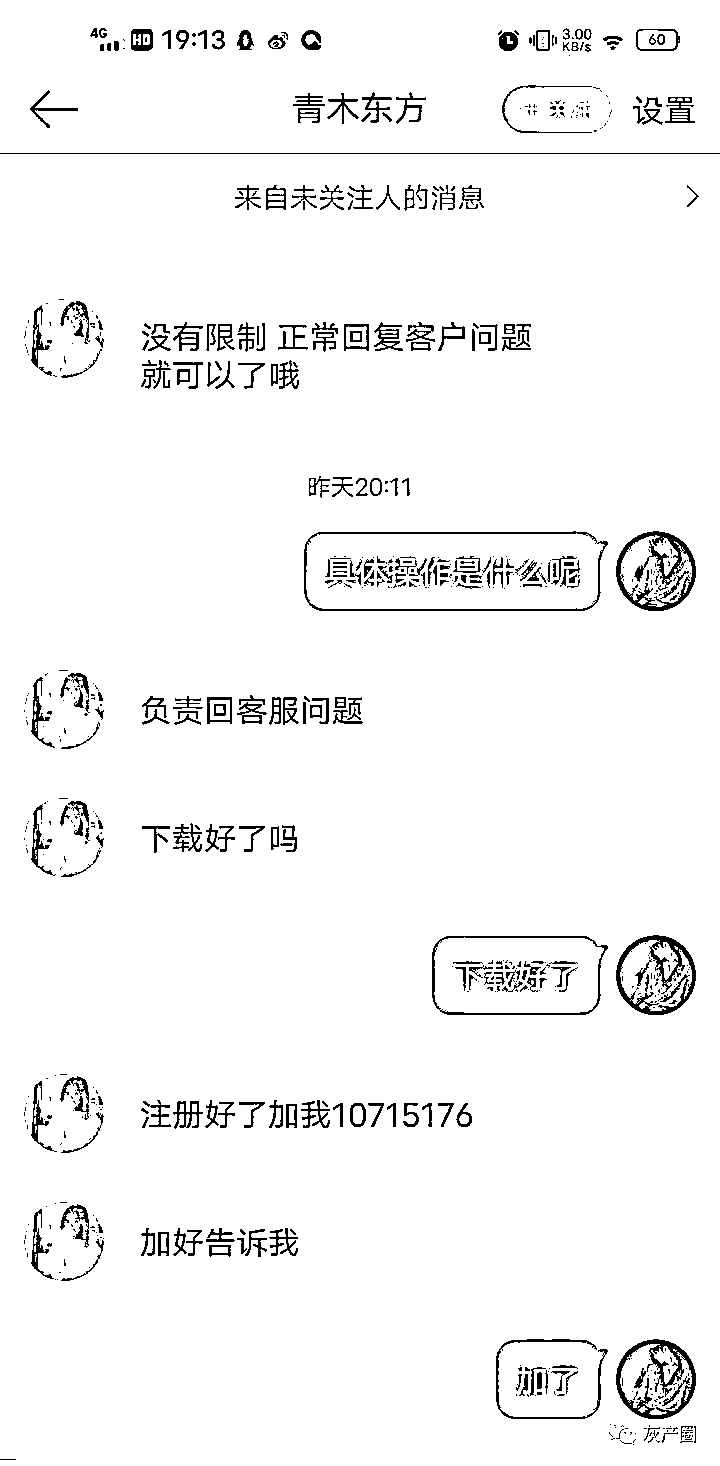 4G HD 19:13 3.00 KB/s 60
青木东方 设置
来自未关注人的消息
没有限制 正常回复客户问题
就可以了哦
昨天20:11
具体操作是什么呢
负责回客服问题
下载好了吗
下载好了
注册好了加我10715176
加好告诉我
加了
灰产圈